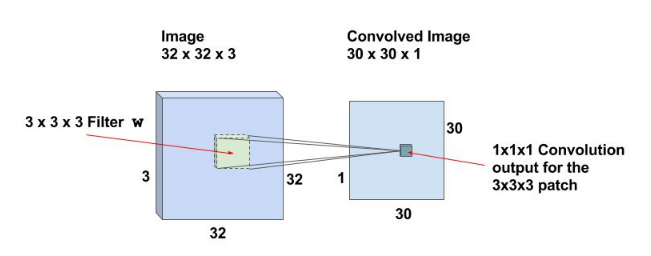 Image
32 x 32 x 3
Convolved Image
30 x 30 x 1
3 x 3 x 3 Filter w
3
32
32
1
30
30
1x1x1 Convolution
output for the
3x3x3 patch